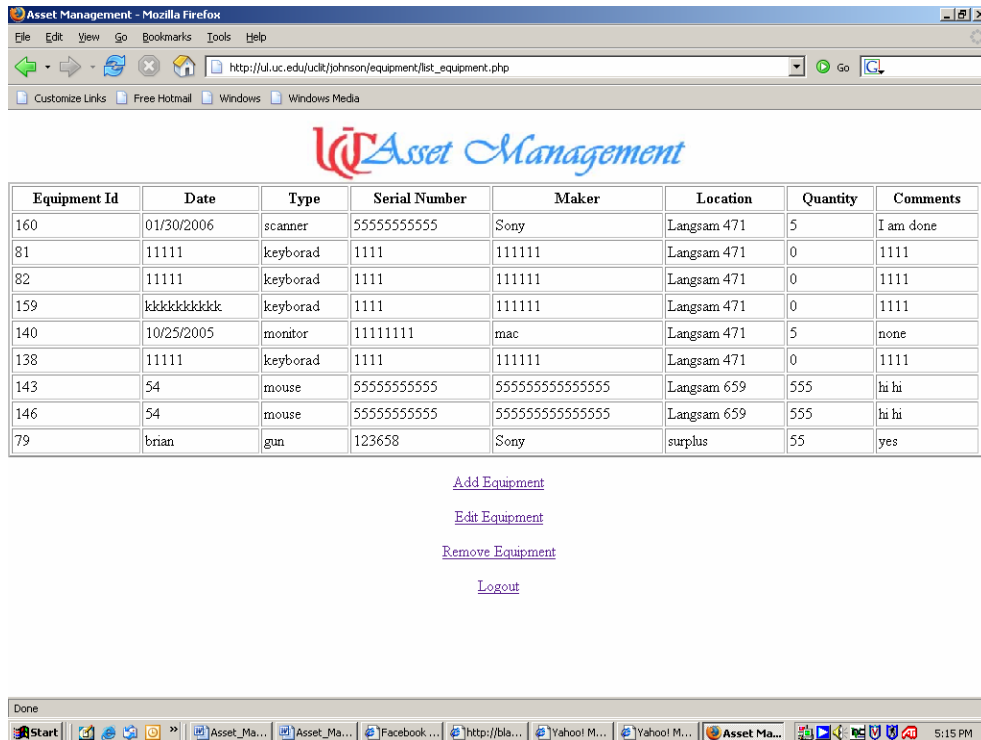 Asset Management - Mozilla Firefox
File Edit View Go Bookmarks Tools Help
http://ul.uc.edu/uclit/johnson/equipment/list_equipment.php Go G
Customize Links Free Hotmail Windows Windows Media
UCit Asset Management
Equipment Id Date Type Serial Number Maker Location Quantity Comments
160 01/30/2006 scanner 55555555555 Sony Langsam 471 5 I am done
81 11111 keyborad 1111 111111 Langsam 471 0 1111
82 11111 keyborad 1111 111111 Langsam 471 0 1111
159 kkkkkkkkkk keyborad 1111 111111 Langsam 471 0 1111
140 10/25/2005 monitor 11111111 mac Langsam 471 5 none
138 11111 keyborad 1111 111111 Langsam 471 0 1111
143 54 mouse 55555555555 555555555555555 Langsam 659 555 hi hi
146 54 mouse 55555555555 555555555555555 Langsam 659 555 hi hi
79 brian gun 123658 Sony surplus 55 yes
Add Equipment
Edit Equipment
Remove Equipment
Logout
Done
Start » Asset_Ma... Asset_Ma... Facebook ... http://bla... Yahoo! M... Yahoo! M... Asset Ma... 5:15 PM